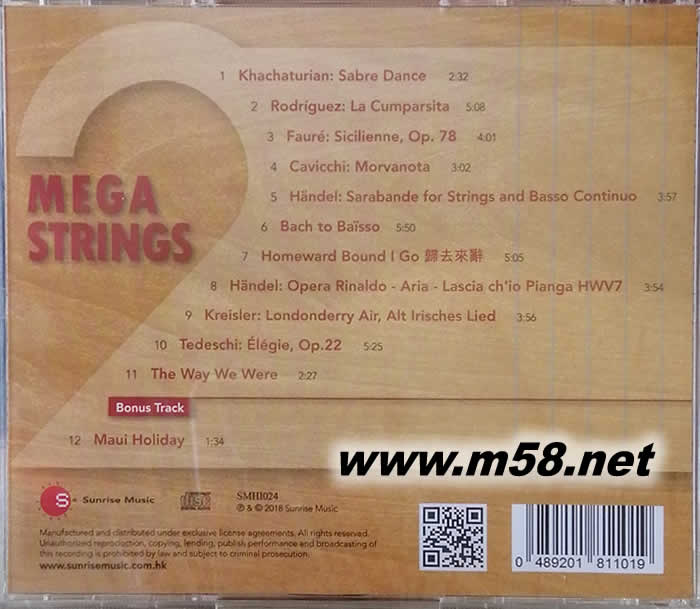 2
1 Khachaturian: Sabre Dance 2:32
2 Rodríguez: La Cumparsita 5:08
3 Fauré: Sicilienne, Op. 78 4:01
4 Cavicchi: Morvanota 3:02
5 Händel: Sarabande for Strings and Basso Continuo 3:57
6 Bach to Baïsso 5:50
7 Homeward Bound I Go 歸去來辭 5:05
8 Händel: Opera Rinaldo - Aria - Lascia ch'io Pianga HWV7 3:54
9 Kreisler: Londonderry Air, Alt Irisches Lied 3:56
10 Tedeschi: Élégie, Op.22 5:25
11 The Way We Were 2:27
MEGA
STRINGS
Bonus Track
12 Maui Holiday 1:34
www.m58.net
S Sunrise Music
COMPACT disc DIGITAL AUDIO
SMHI024
℗ & © 2018 Sunrise Music
Manufactured and distributed under exclusive license agreements. All rights reserved.
Unauthorized reproduction, copying, lending, publish performance and broadcasting of
this recording is prohibited by law and subject to criminal prosecution.
www.sunrisemusic.com.hk
0 489201 811019